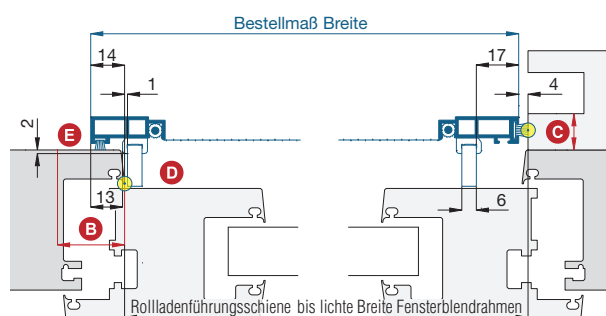 Bestellmaß Breite
14
17
1
4
2
E
C
D
13
6
B
Rollladenführungsschiene bis lichte Breite Fensterblendrahmen